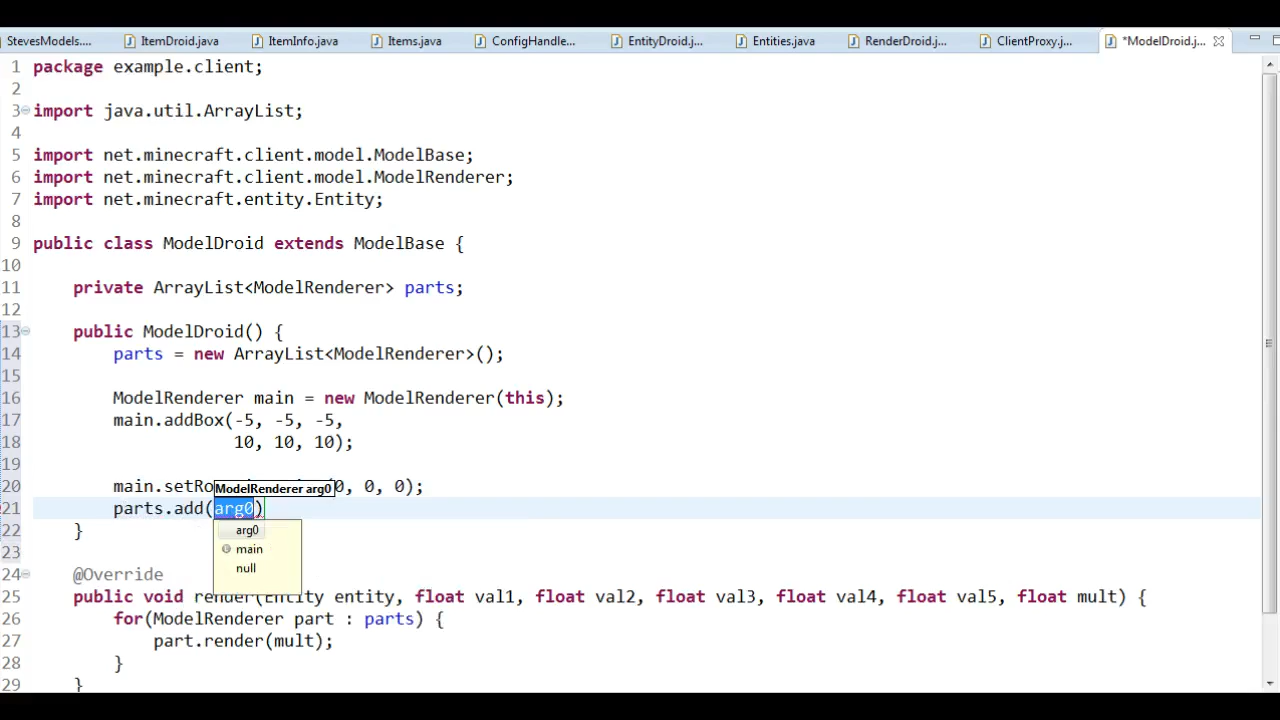 StevesModels.... ItemDroid.java ItemInfo.java Items.java ConfigHandle... EntityDroid.j... Entities.java RenderDroid.j... ClientProxy.j... *ModelDroid.j...
1 package example.client;
2
3 import java.util.ArrayList;
4
5 import net.minecraft.client.model.ModelBase;
6 import net.minecraft.client.model.ModelRenderer;
7 import net.minecraft.entity.Entity;
8
9 public class ModelDroid extends ModelBase {
10
11 private ArrayList<ModelRenderer> parts;
12
13 public ModelDroid() {
14 parts = new ArrayList<ModelRenderer>();
15
16 ModelRenderer main = new ModelRenderer(this);
17 main.addBox(-5, -5, -5,
18 10, 10, 10);
19
20 main.setRo 0, 0, 0);
ModelRenderer arg0
21 parts.add(arg0)
arg0
22 }
main
23
null
24 @Override
25 public void render(Entity entity, float val1, float val2, float val3, float val4, float val5, float mult) {
26 for(ModelRenderer part : parts) {
27 part.render(mult);
28 }
29 }